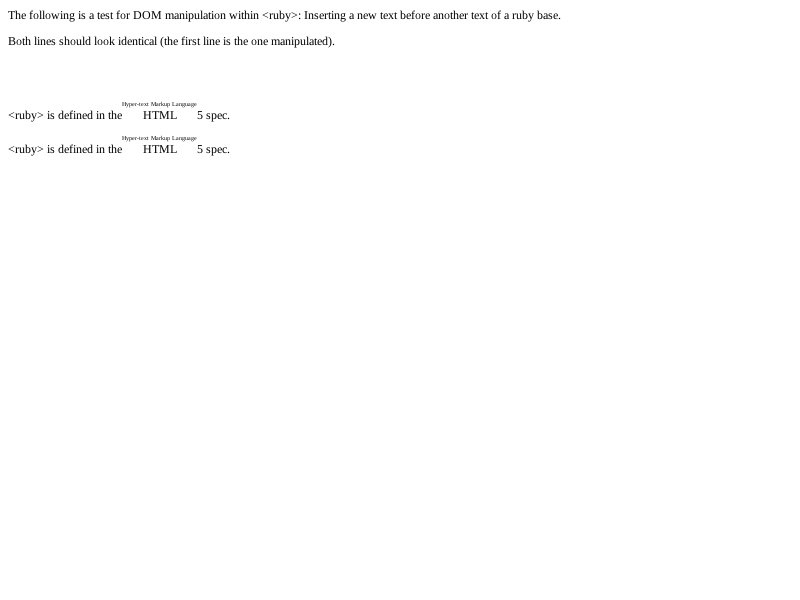 The following is a test for DOM manipulation within <ruby>: Inserting a new text before another text of a ruby base.
Both lines should look identical (the first line is the one manipulated).
Hyper-text Markup Language
<ruby> is defined in the HTML 5 spec.
Hyper-text Markup Language
<ruby> is defined in the HTML 5 spec.